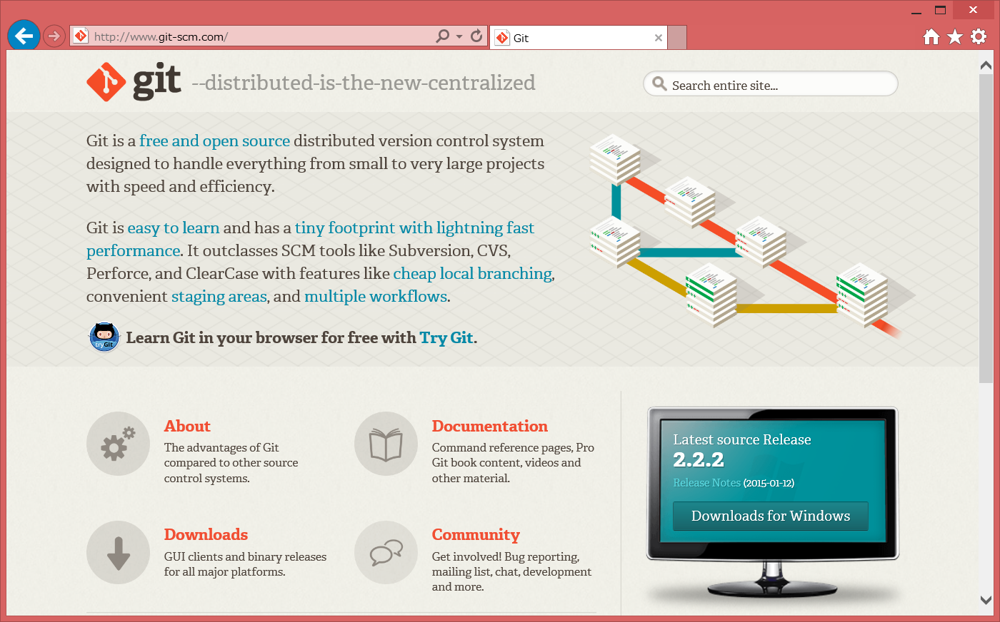 http://www.git-scm.com/
Git
git --distributed-is-the-new-centralized
Search entire site...
Git is a free and open source distributed version control system
designed to handle everything from small to very large projects
with speed and efficiency.
Git is easy to learn and has a tiny footprint with lightning fast
performance. It outclasses SCM tools like Subversion, CVS,
Perforce, and ClearCase with features like cheap local branching,
convenient staging areas, and multiple workflows.
tryGit
Learn Git in your browser for free with Try Git.
About
The advantages of Git
compared to other source
control systems.
Documentation
Command reference pages, Pro
Git book content, videos and
other material.
Downloads
GUI clients and binary releases
for all major platforms.
Community
Get involved! Bug reporting,
mailing list, chat, development
and more.
Latest source Release
2.2.2
Release Notes (2015-01-12)
Downloads for Windows